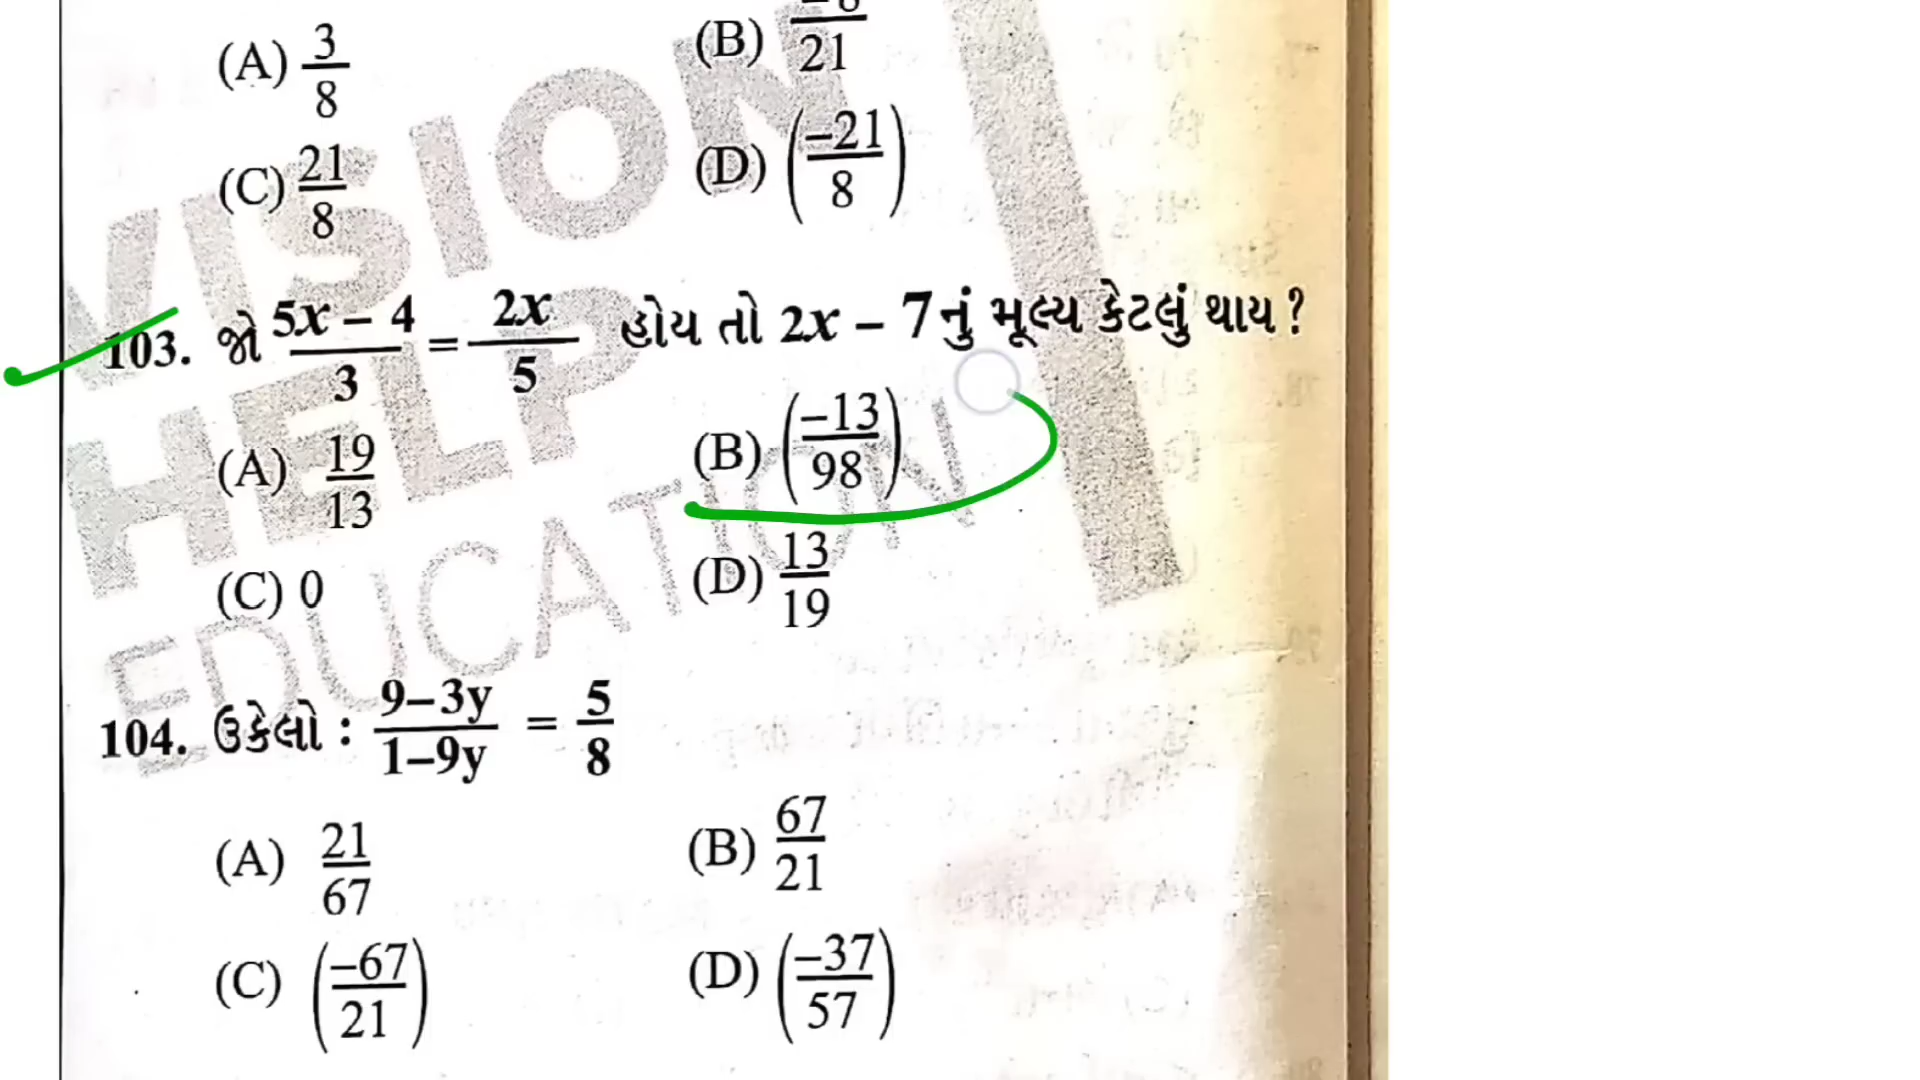 (A) 3/8 (B) -8/21
(C) 21/8 (D) (-21/8)
103. જો 5x – 4/3 = 2x/5 હોય તો 2x – 7નું મૂલ્ય કેટલું થાય ?
(A) 19/13 (B) (-13/98)
(C) 0 (D) 13/19
104. ઉકેલો : 9–3y/1–9y = 5/8
(A) 21/67 (B) 67/21
(C) (-67/21) (D) (-37/57)
VISION
HELP
EDUCATION